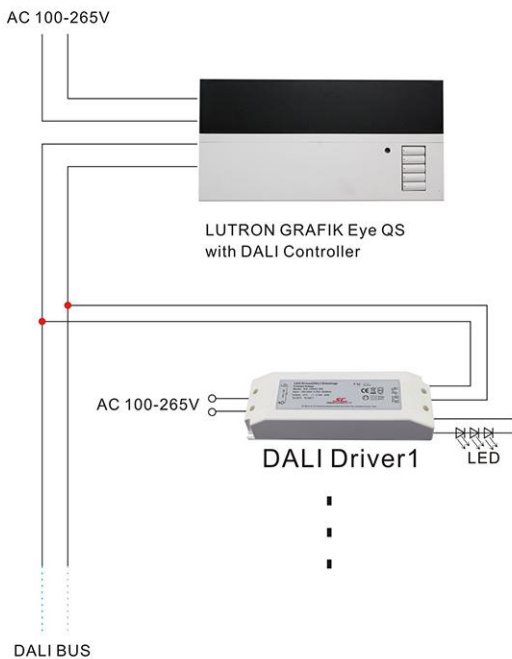 AC 100-265V
LUTRON GRAFIK Eye QS
with DALI Controller
AC 100-265V
DALI Driver1
LED
DALI BUS